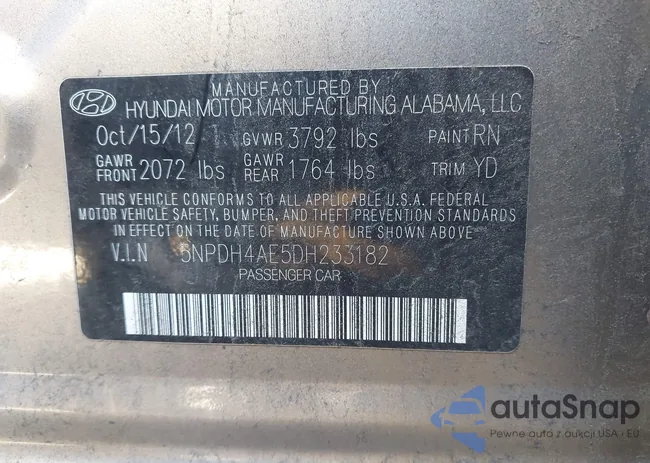 MANUFACTURED BY
HYUNDAI MOTOR MANUFACTURING ALABAMA, LLC
Oct/15/12 GVWR 3792 lbs PAINT RN
GAWR FRONT 2072 lbs GAWR REAR 1764 lbs TRIM YD
THIS VEHICLE CONFORMS TO ALL APPLICABLE U.S.A. FEDERAL
MOTOR VEHICLE SAFETY, BUMPER, AND THEFT PREVENTION STANDARDS
IN EFFECT ON THE DATE OF MANUFACTURE SHOWN ABOVE.
V.I.N 5NPDH4AE5DH233182
PASSENGER CAR
autaSnap
Pewne auta z aukcji USA i EU